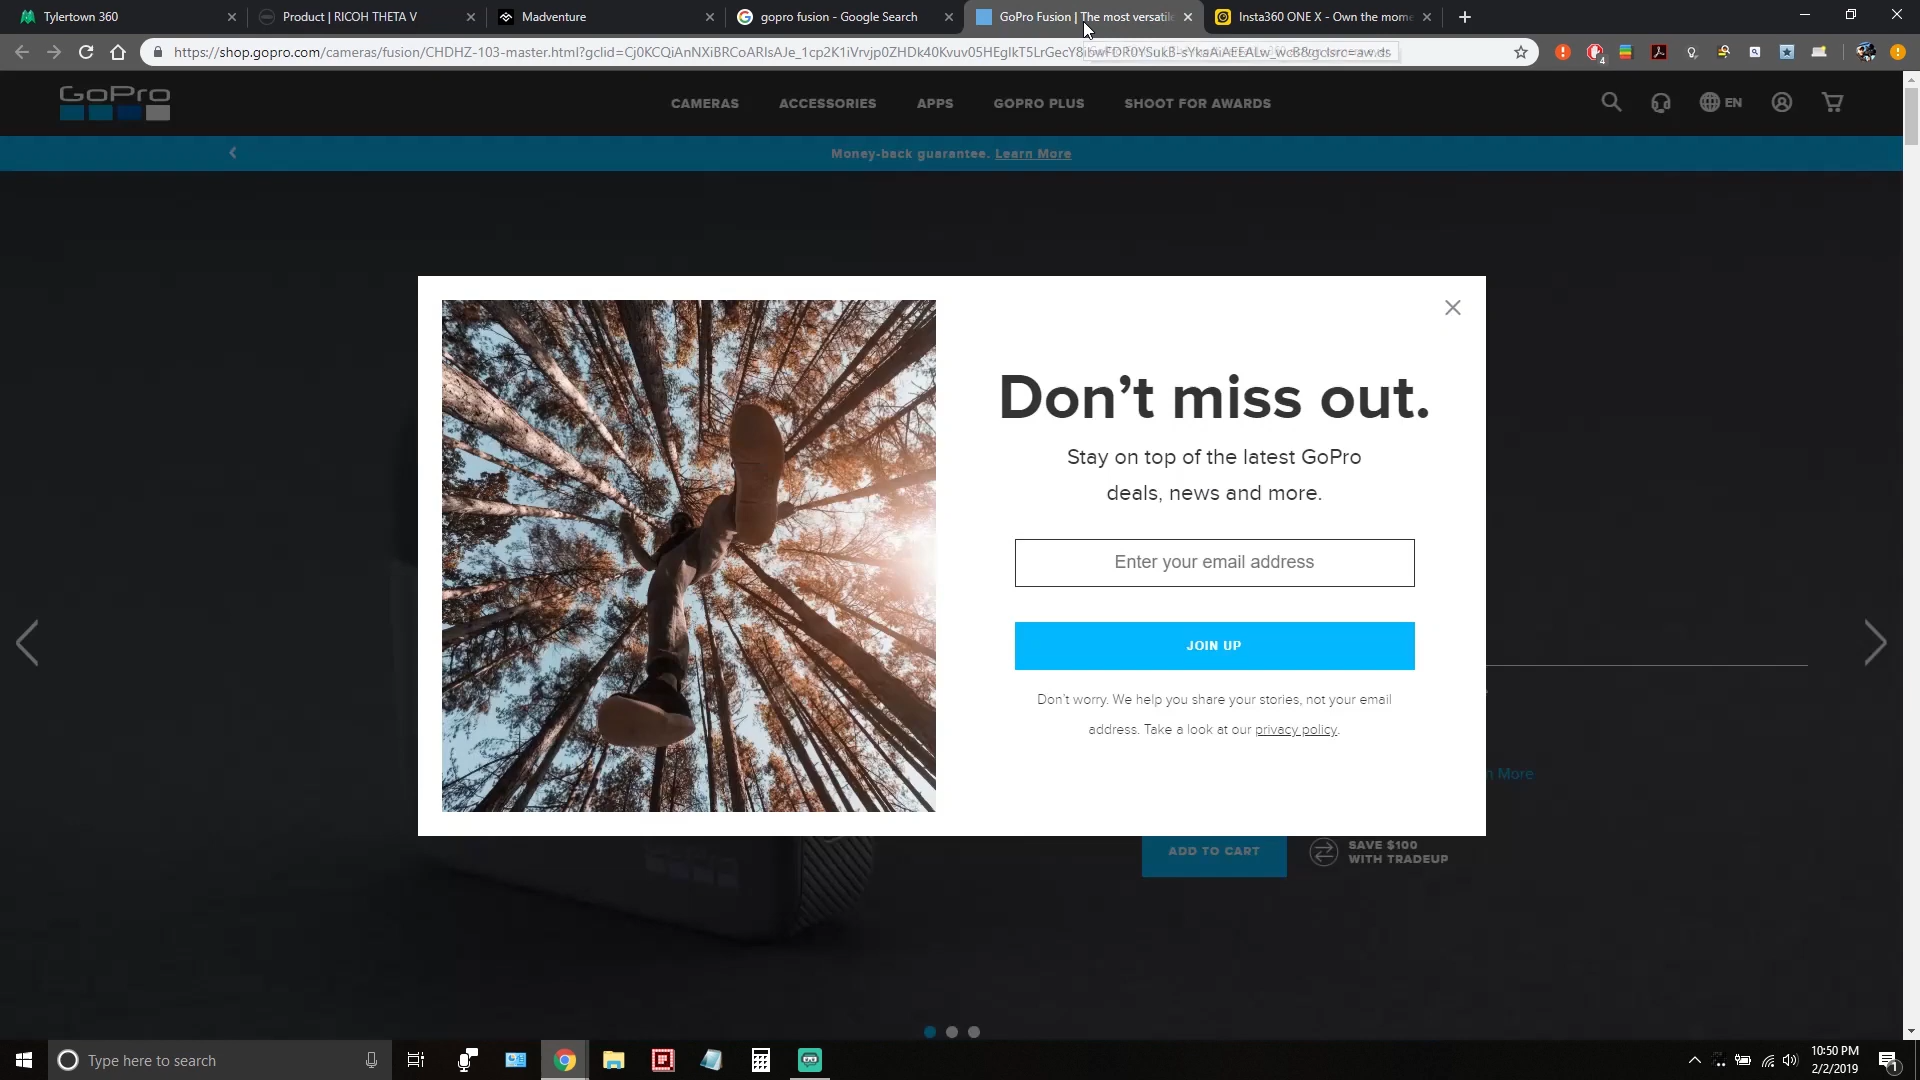 Tylertown 360
Product | RICOH THETA V
Madventure
gopro fusion - Google Search
GoPro Fusion | The most versatile
Insta360 ONE X - Own the mome
https://shop.gopro.com/cameras/fusion/CHDHZ-103-master.html?gclid=
4
GoPro
CAMERAS
ACCESSORIES
APPS
GOPRO PLUS
SHOOT FOR AWARDS
EN
Money-back guarantee. Learn More
Don't miss out.
Stay on top of the latest GoPro
deals, news and more.
Enter your email address
JOIN UP
Don't worry. We help you share your stories, not your email
address. Take a look at our privacy policy.
n More
ADD TO CART
SAVE $100
WITH TRADEUP
Type here to search
10:50 PM
2/2/2019
1